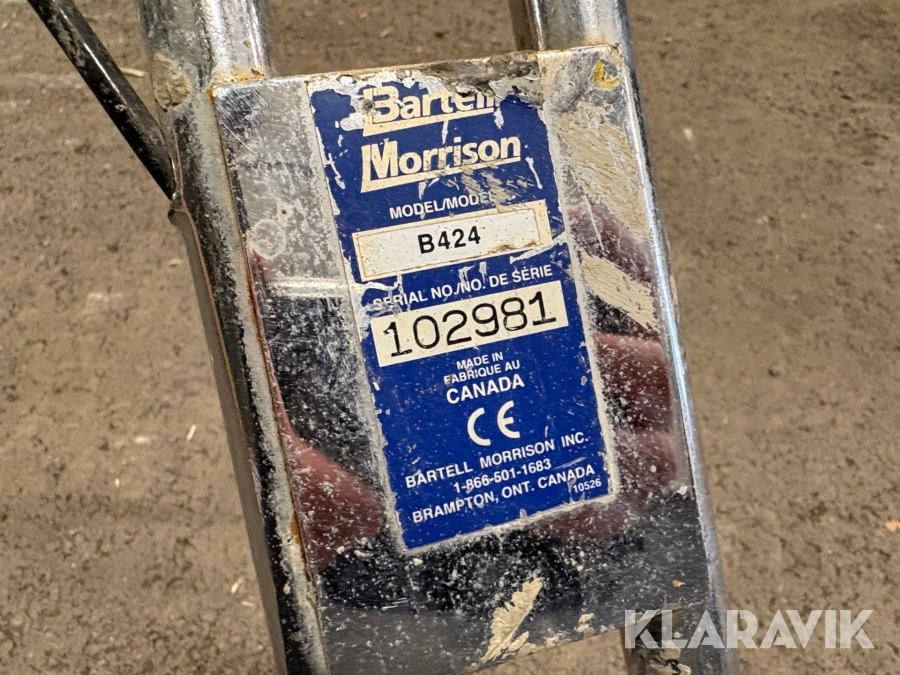 Bartell
Morrison
MODEL/MODEL
B424
SERIAL NO./NO. DE SÉRIE
102981
MADE IN
FABRIQUE AU
CANADA
CE
BARTELL MORRISON INC.
1-866-501-1683
BRAMPTON, ONT. CANADA
10526
KLARAVIK